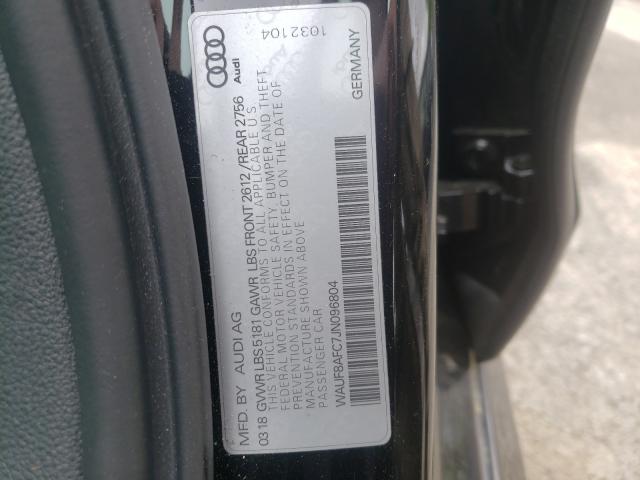 MFD. BY AUDI AG
0318 GVWR LBS 5181 GAWR LBS FRONT 2612 / REAR 2756
THIS VEHICLE CONFORMS TO ALL APPLICABLE U S
FEDERAL MOTOR VEHICLE SAFETY, BUMPER AND THEFT
PREVENTION STANDARDS IN EFFECT ON THE DATE OF
MANUFACTURE SHOWN ABOVE
PASSENGER CAR
WAUF8AFC7JN096804
GERMANY
Audi
1032104